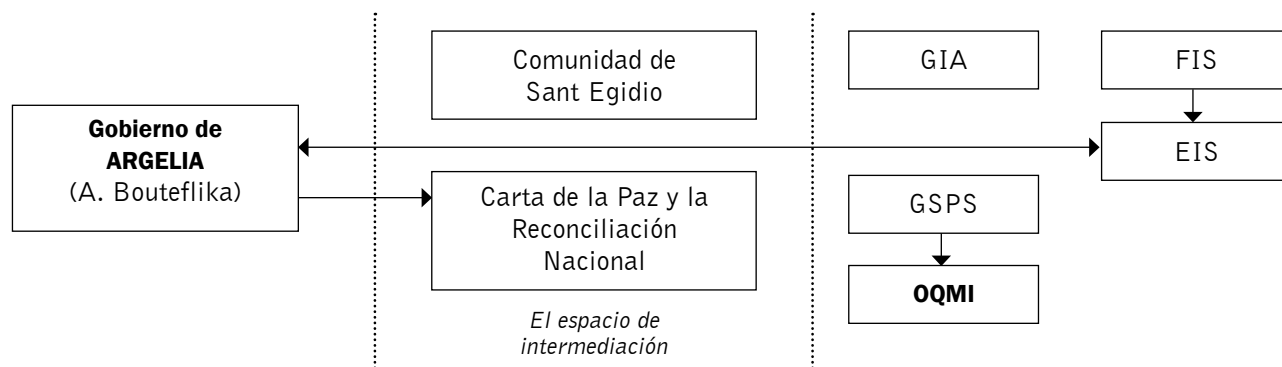 Gobierno de
ARGELIA
(A. Bouteflika)
Comunidad de
Sant Egidio
Carta de la Paz y la
Reconciliación
Nacional
El espacio de
intermediación
GIA
FIS
EIS
GSPS
OQMI